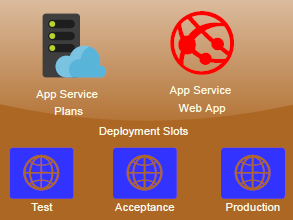 App Service
Plans
App Service
Web App
Deployment Slots
Test
Acceptance
Production